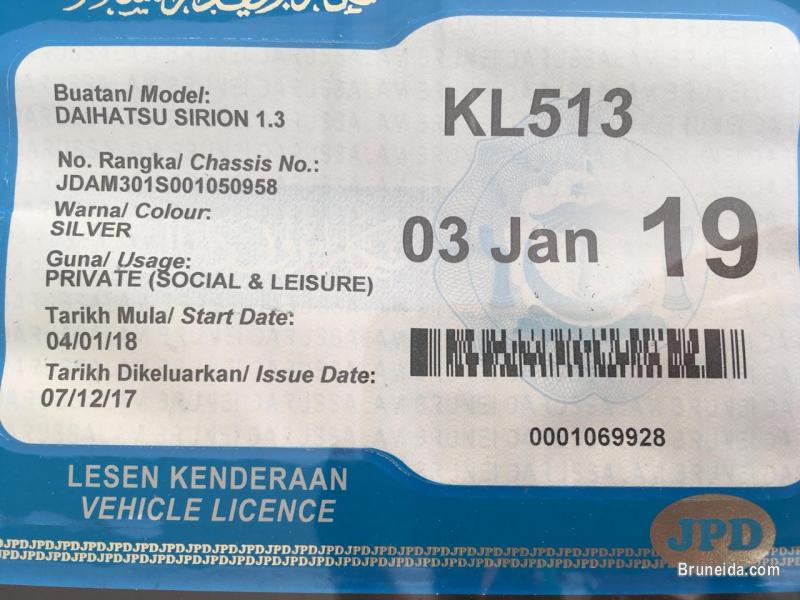 Buatan/ Model:
DAIHATSU SIRION 1.3
No. Rangka/ Chassis No.:
JDAM301S001050958
Warna/ Colour:
SILVER
Guna/ Usage:
PRIVATE (SOCIAL & LEISURE)
Tarikh Mula/ Start Date:
04/01/18
Tarikh Dikeluarkan/ Issue Date:
07/12/17
KL513
03 Jan 19
0001069928
LESEN KENDERAAN
VEHICLE LICENCE
JPD
Bruneida.com